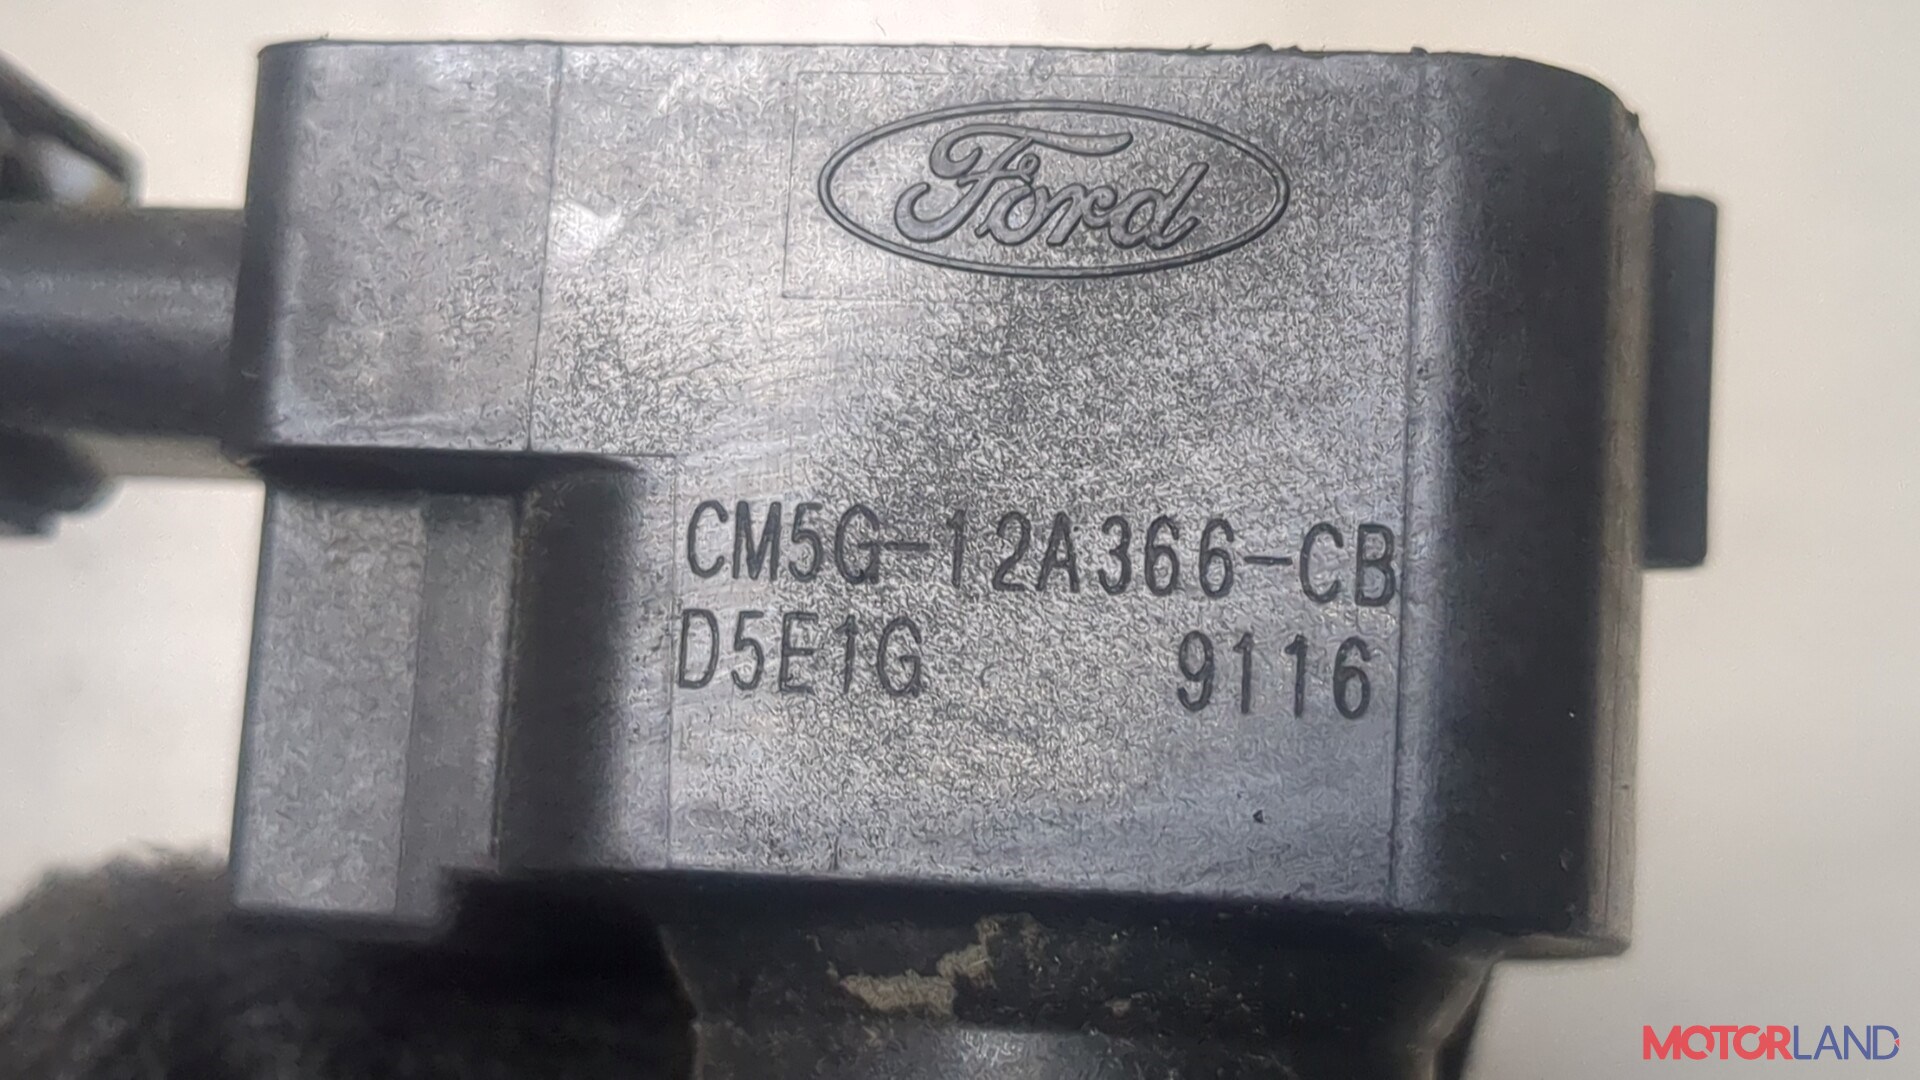 Ford
CM5G-12A366-CB
D5E1G 9116
MOTORLAND